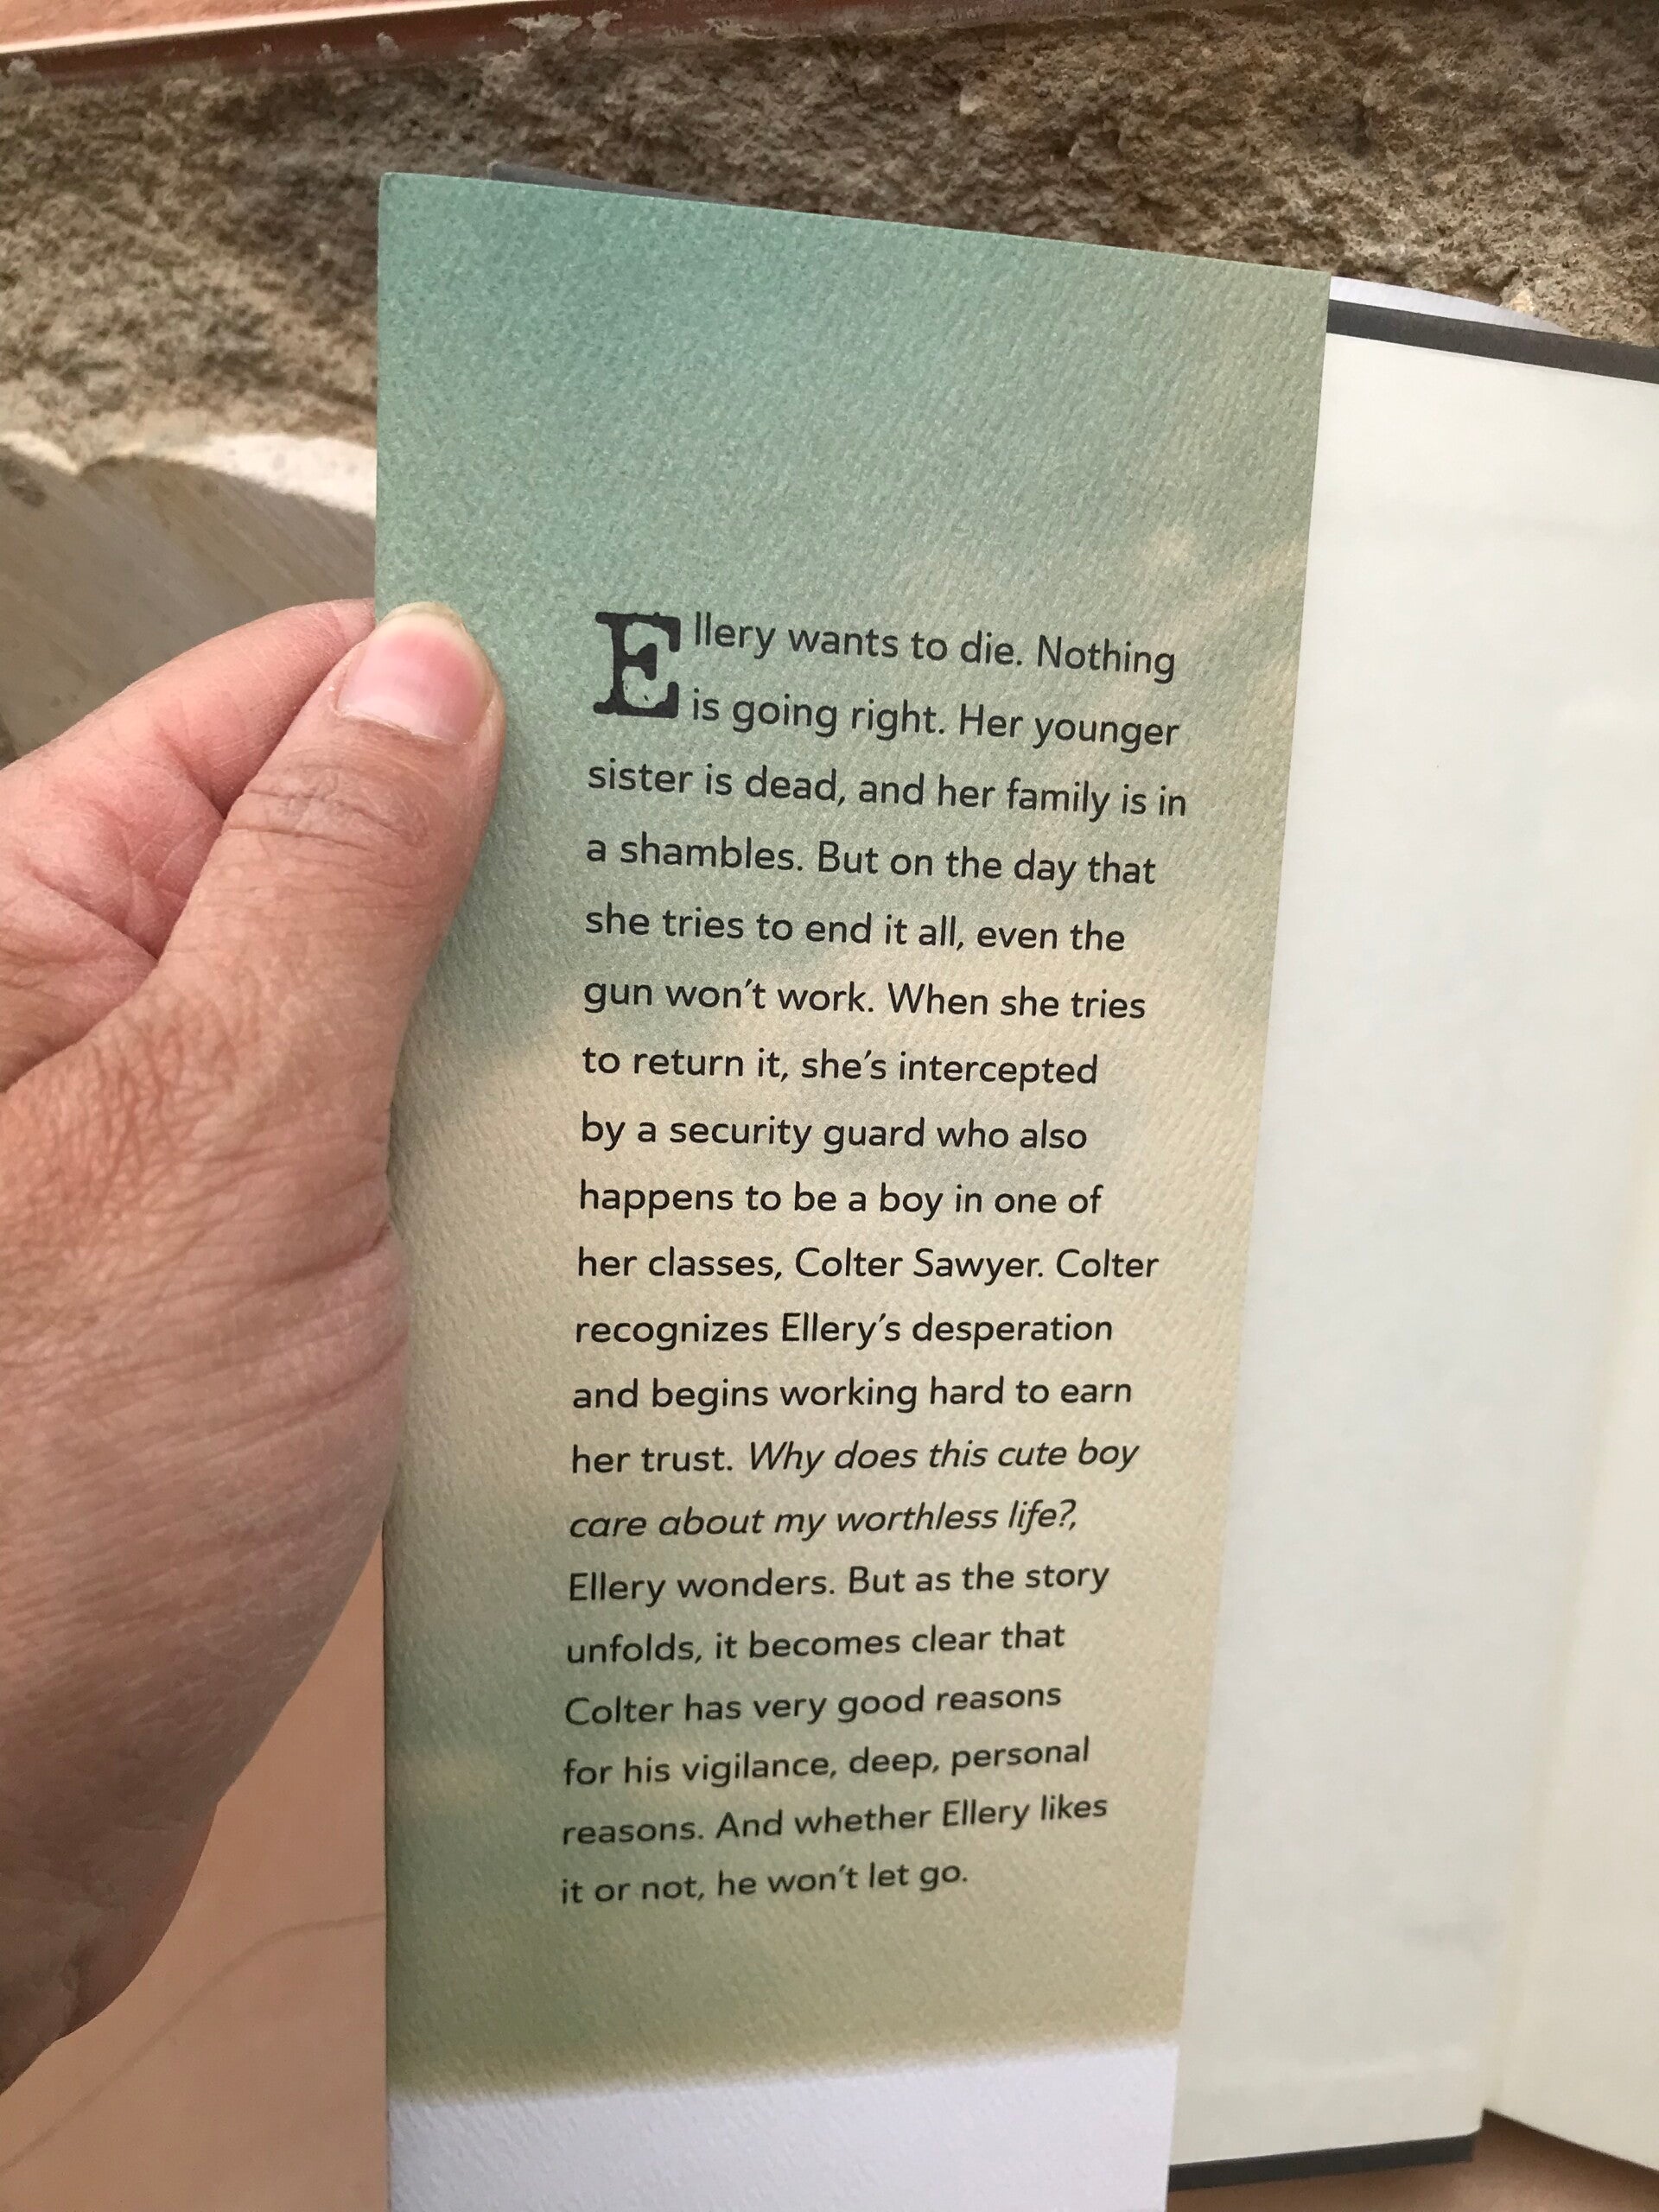 Ellery wants to die. Nothing
is going right. Her younger
sister is dead, and her family is in
a shambles. But on the day that
she tries to end it all, even the
gun won't work. When she tries
to return it, she's intercepted
by a security guard who also
happens to be a boy in one of
her classes, Colter Sawyer. Colter
recognizes Ellery's desperation
and begins working hard to earn
her trust. Why does this cute boy
care about my worthless life?,
Ellery wonders. But as the story
unfolds, it becomes clear that
Colter has very good reasons
for his vigilance, deep, personal
reasons. And whether Ellery likes
it or not, he won't let go.